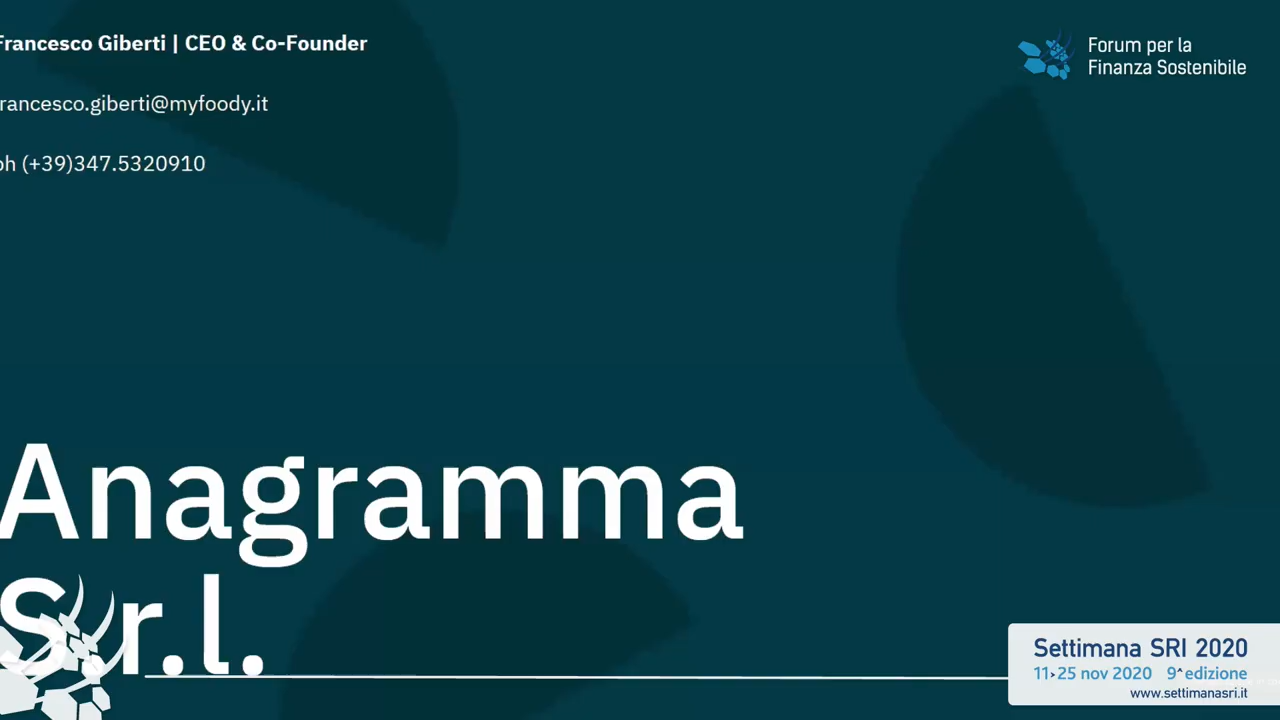 Francesco Giberti | CEO & Co-Founder
rancesco.giberti@myfoody.it
ph (+39)347.5320910
Forum per la
Finanza Sostenibile
Anagramma
S.r.l.
Settimana SRI 2020
11>25 nov 2020 9^edizione
www.settimanasri.it